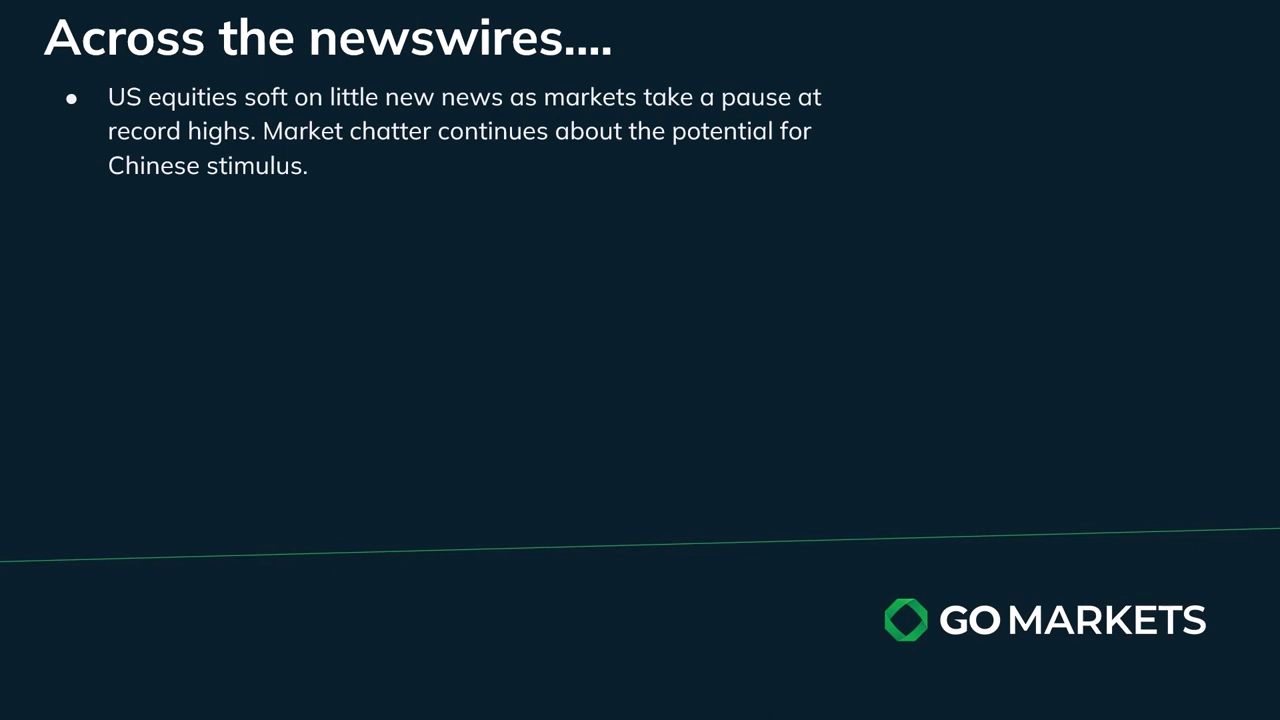 Across the newswires....
● US equities soft on little new news as markets take a pause at
record highs. Market chatter continues about the potential for
Chinese stimulus.
GO MARKETS